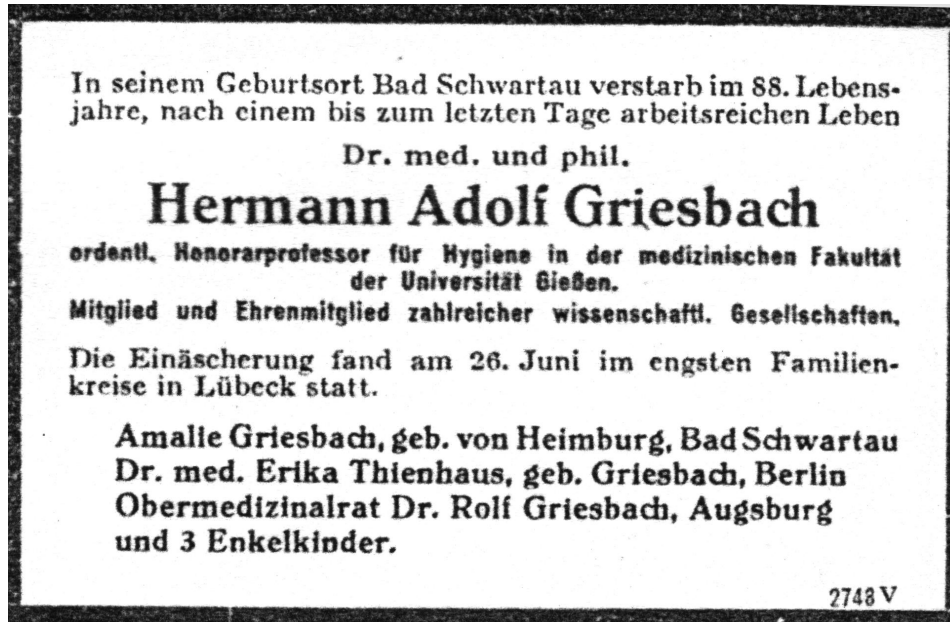 In seinem Geburtsort Bad Schwartau verstarb im 88. Lebens-
jahre, nach einem bis zum letzten Tage arbeitsreichen Leben
Dr. med. und phil.
Hermann Adolf Griesbach
ordentl. Honorarprofessor für Hygiene in der medizinischen Fakultät
der Universität Gießen.
Mitglied und Ehrenmitglied zahlreicher wissenschaftl. Gesellschaften.
Die Einäscherung fand am 26. Juni im engsten Familien-
kreise in Lübeck statt.
Amalie Griesbach, geb. von Heimburg, Bad Schwartau
Dr. med. Erika Thienhaus, geb. Griesbach, Berlin
Obermedizinalrat Dr. Rolf Griesbach, Augsburg
und 3 Enkelkinder.
2748 V